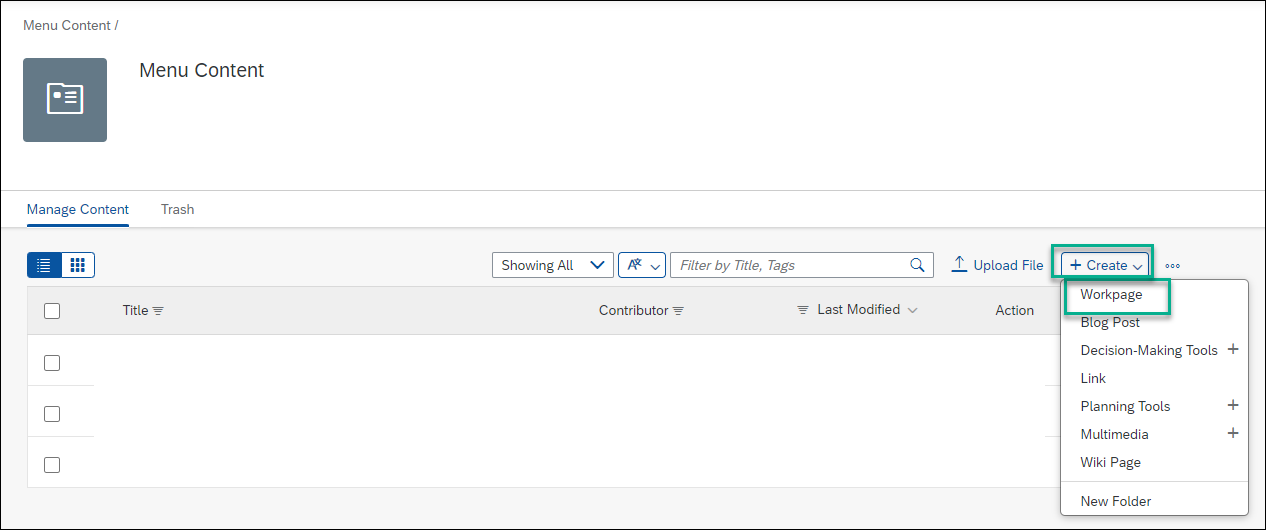 Menu Content /
Menu Content
Manage Content Trash
Showing All Filter by Title, Tags Upload File + Create
Title Contributor Last Modified Action
Workpage
Blog Post
Decision-Making Tools +
Link
Planning Tools +
Multimedia +
Wiki Page
New Folder